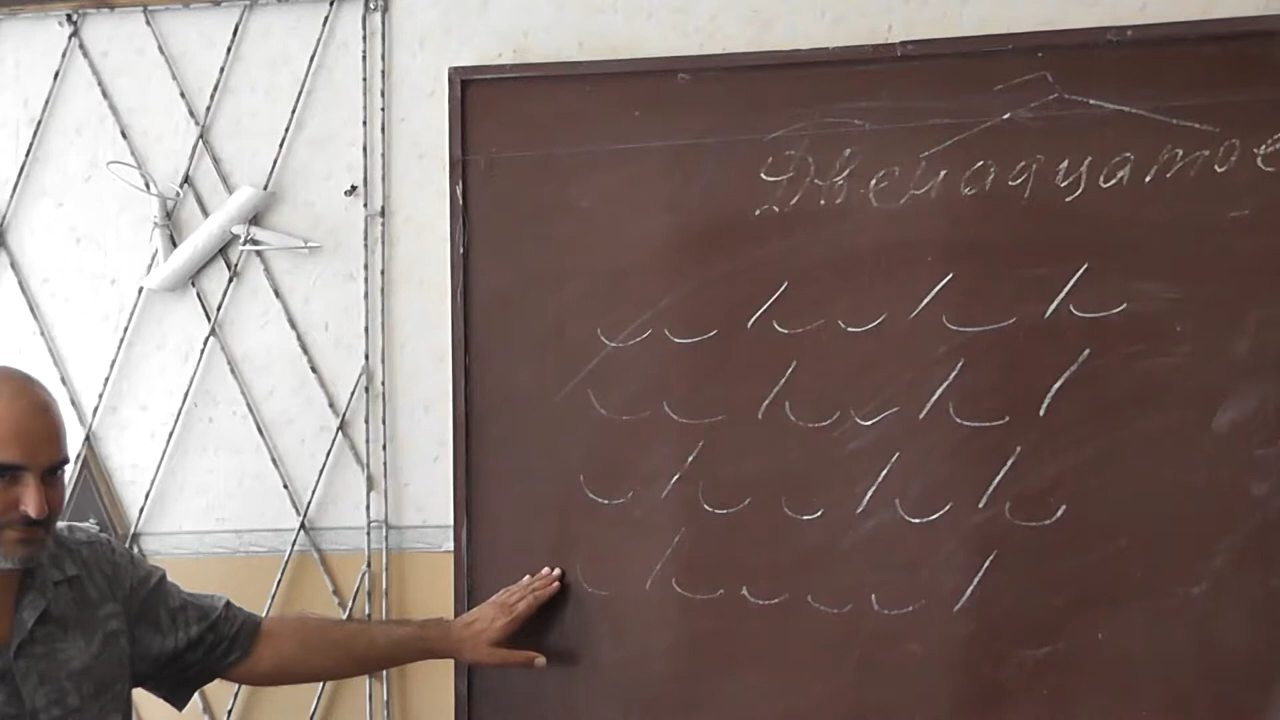 Двенадцатое
◡ ◡ / ◡ ◡ / ◡ / ◡
◡ ◡ / ◡ ◡ / ◡ /
◡ / ◡ ◡ / ◡ / ◡
◡ / ◡ ◡ ◡ ◡ /